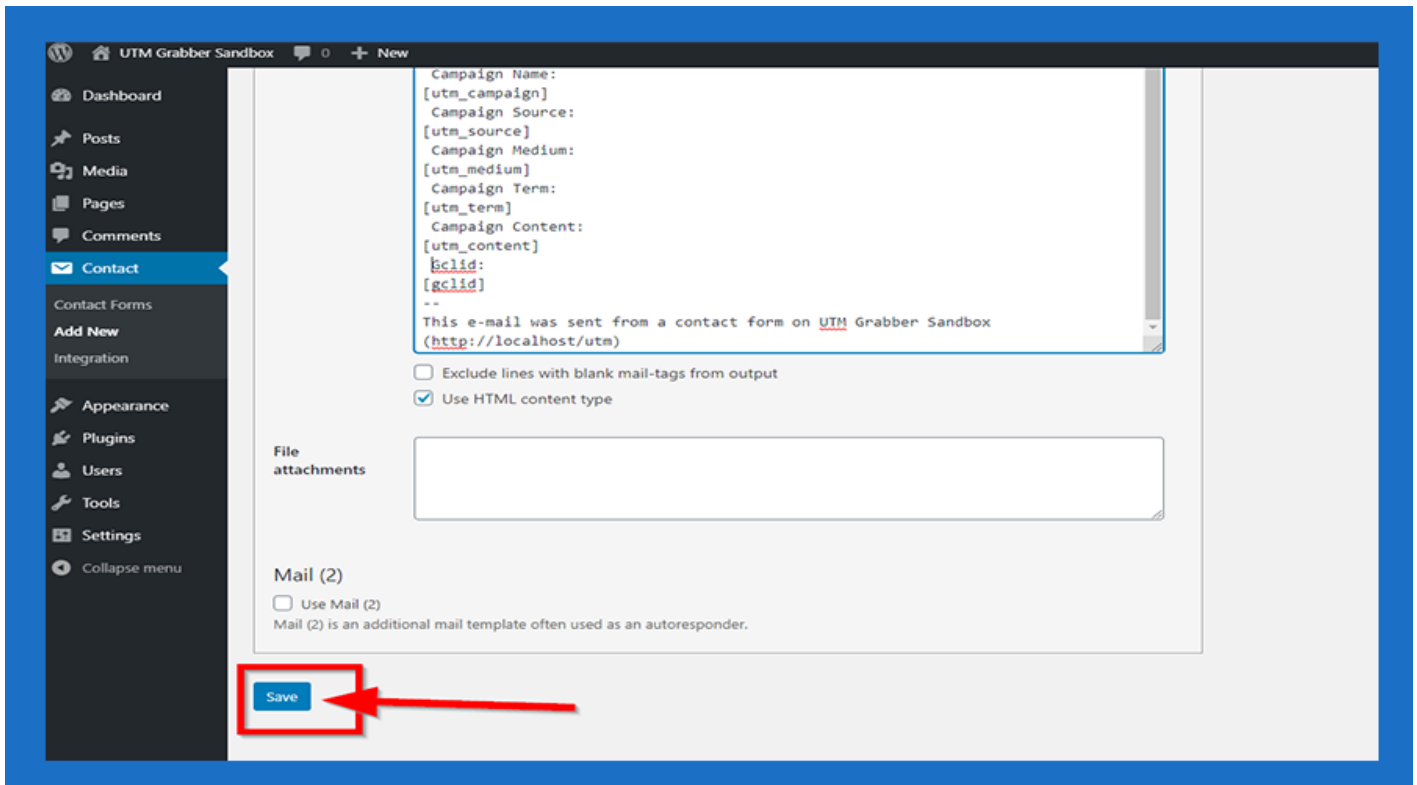 UTM Grabber Sandbox 0 + New
Dashboard
Posts
Media
Pages
Comments
Contact
Contact Forms
Add New
Integration
Appearance
Plugins
Users
Tools
Settings
Collapse menu
Campaign Name:
[utm_campaign]
Campaign Source:
[utm_source]
Campaign Medium:
[utm_medium]
Campaign Term:
[utm_term]
Campaign Content:
[utm_content]
Gclid:
[gclid]
--
This e-mail was sent from a contact form on UTM Grabber Sandbox
(http://localhost/utm)
Exclude lines with blank mail-tags from output
Use HTML content type
File
attachments
Mail (2)
Use Mail (2)
Mail (2) is an additional mail template often used as an autoresponder.
Save